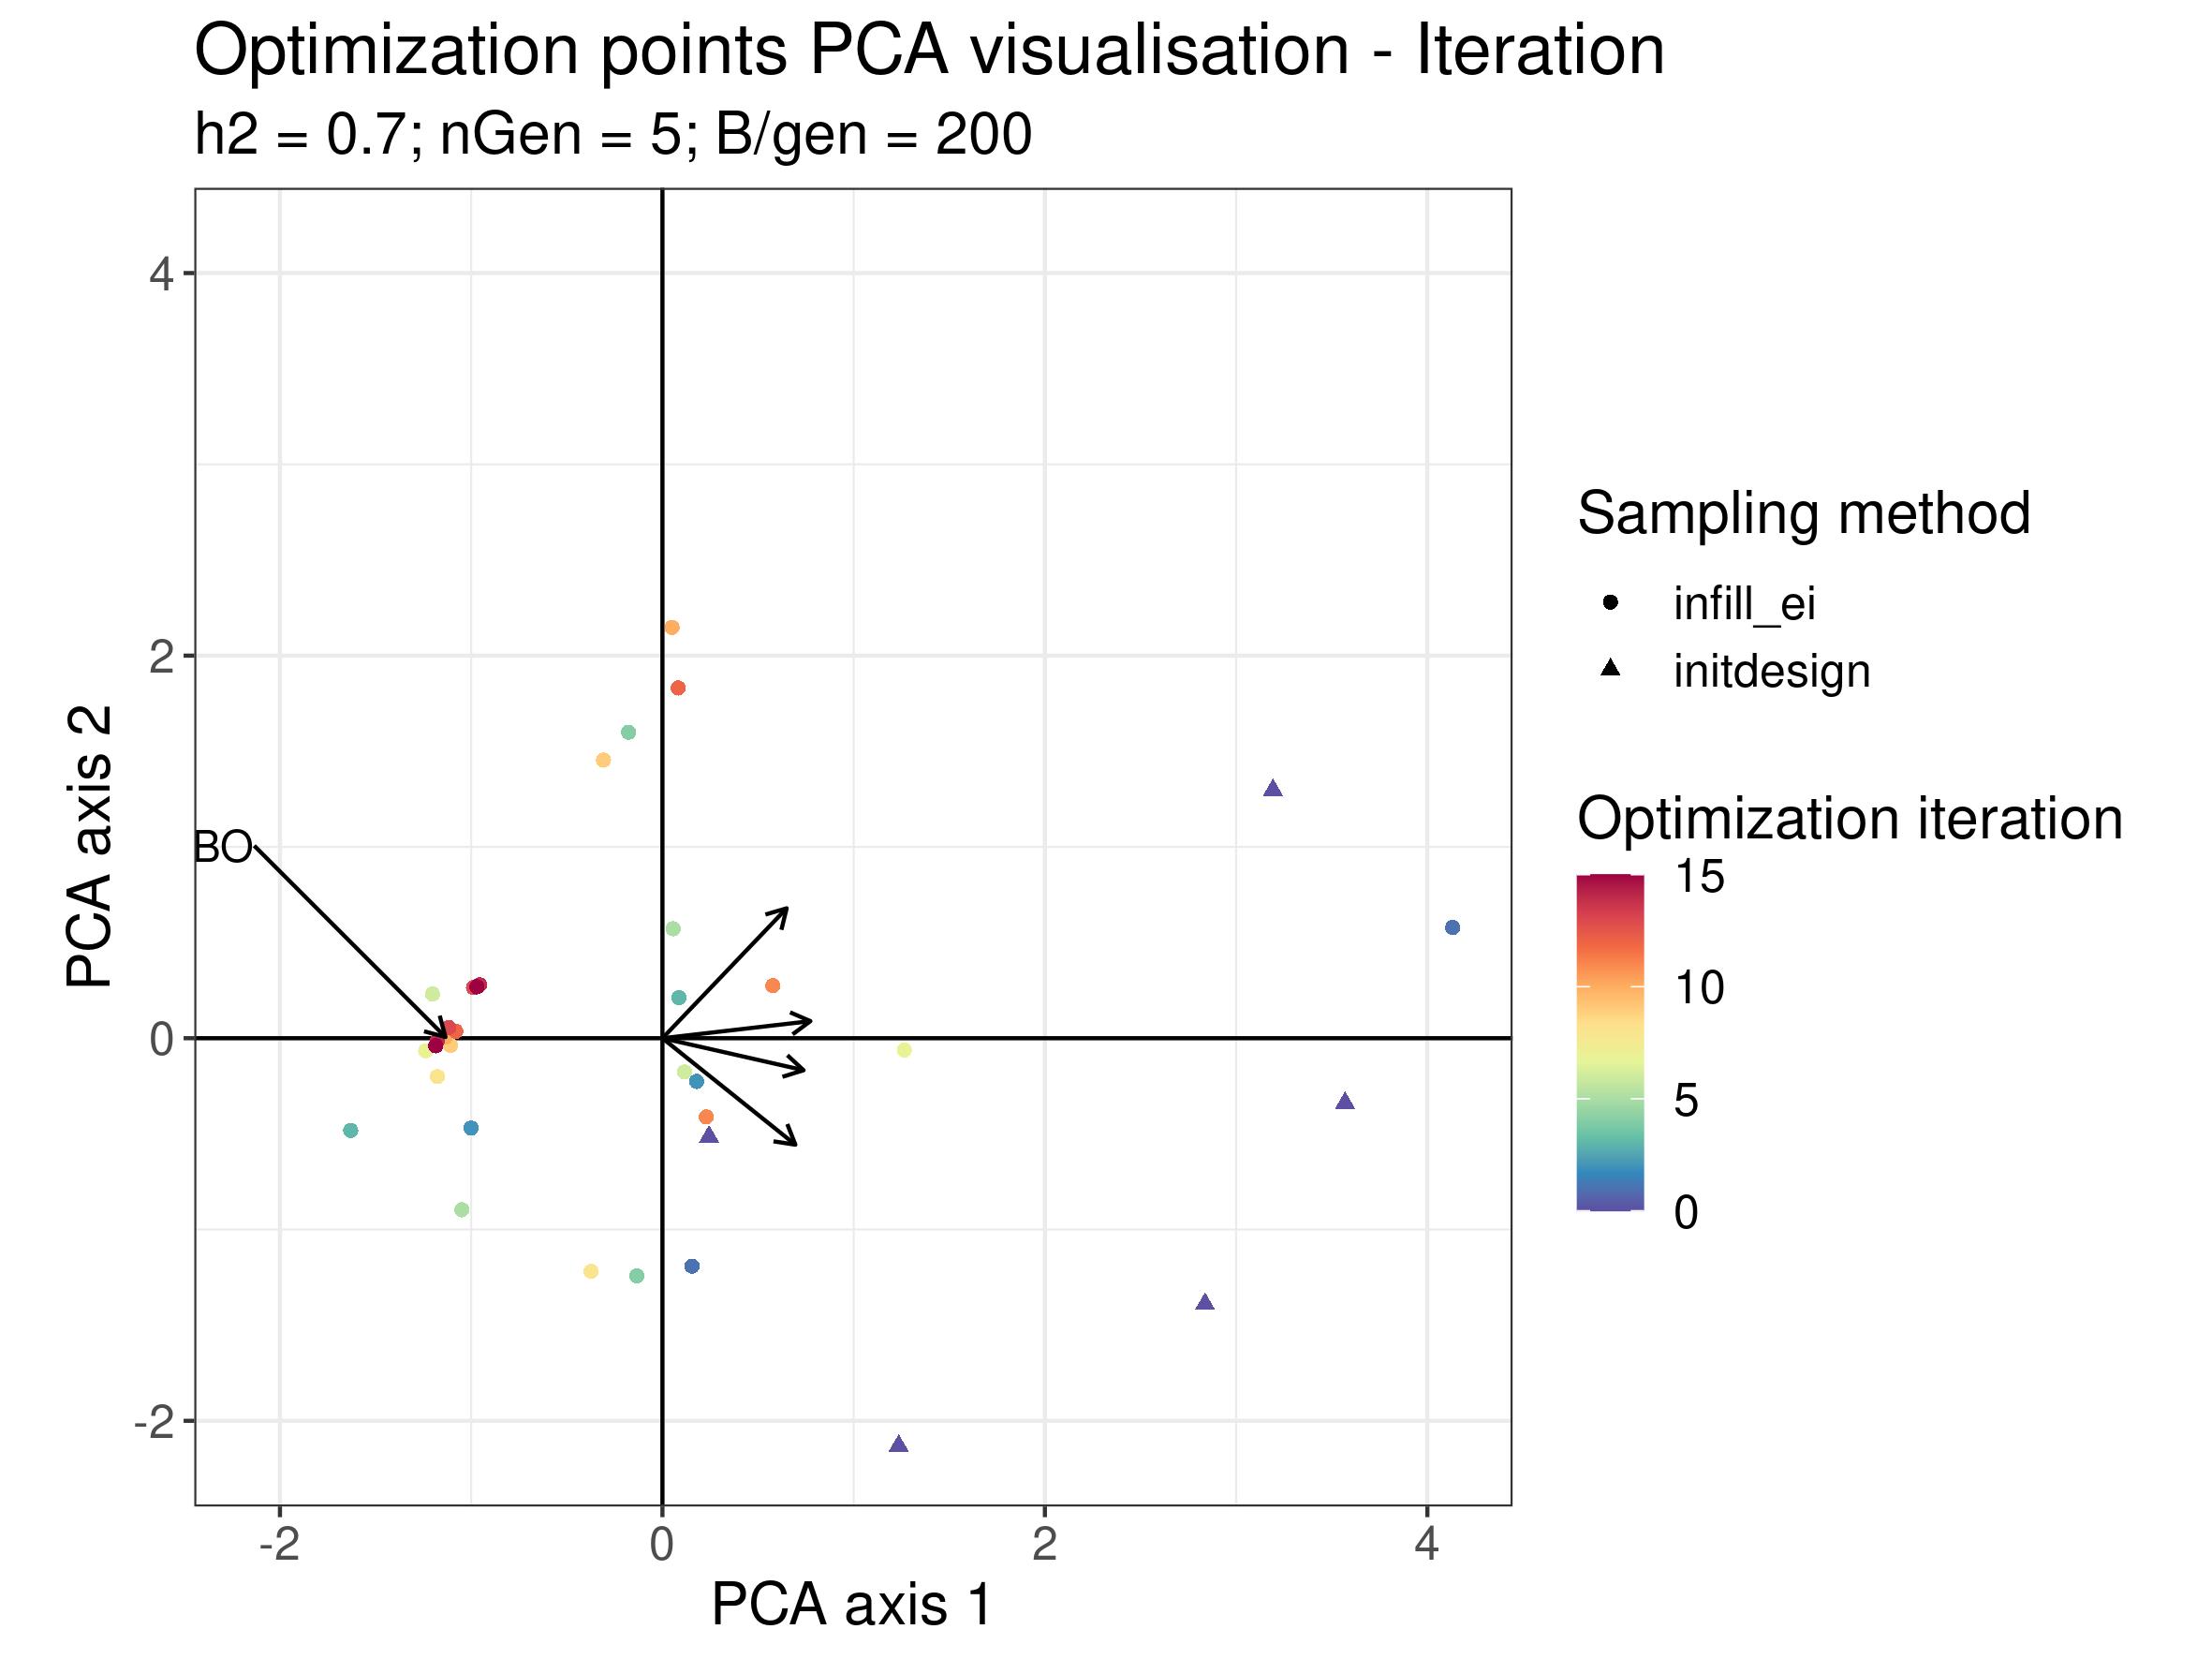 Optimization points PCA visualisation - Iteration
h2 = 0.7; nGen = 5; B/gen = 200
4
2
0
-2
-2
0
2
4
PCA axis 1
PCA axis 2
BO
Sampling method
infill_ei
initdesign
Optimization iteration
15
10
5
0